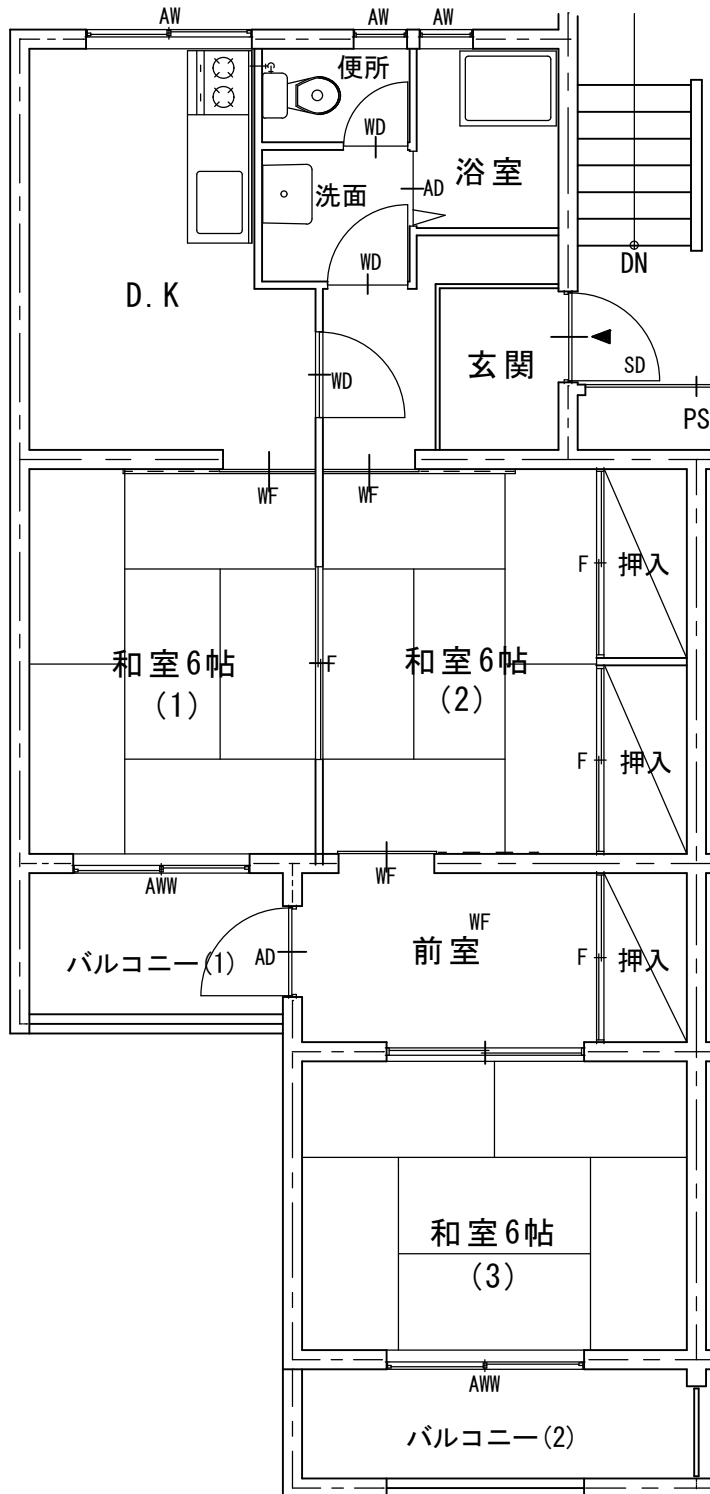 AW
AW
AW
便所
WD
洗面
AD
浴室
WD
DN
D.K
玄関
SD
WD
PS
WF
WF
F
押入
和室6帖
(1)
F
和室6帖
(2)
F
押入
AWW
WF
バルコニー(1)
AD
WF
前室
F
押入
和室6帖
(3)
AWW
バルコニー(2)